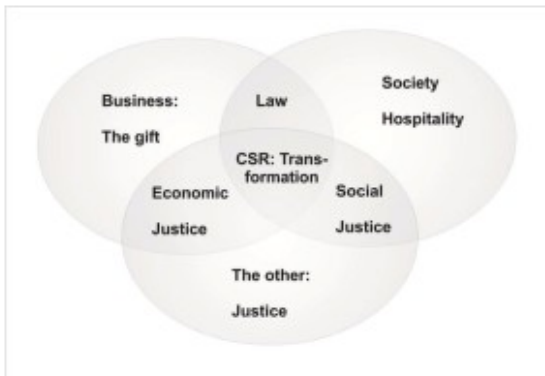 Business:
The gift
Law
Society
Hospitality
CSR: Trans-
formation
Economic
Justice
Social
Justice
The other:
Justice